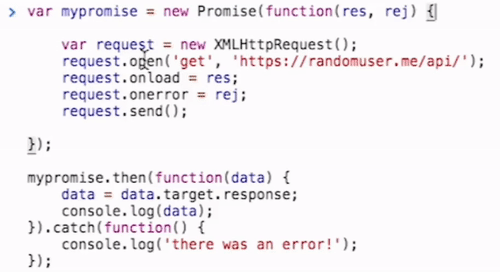 var mypromise = new Promise(function(res, rej) {
var request = new XMLHttpRequest();
request.open('get', 'https://randomuser.me/api/');
request.onload = res;
request.onerror = rej;
request.send();
});
mypromise.then(function(data) {
data = data.target.response;
console.log(data);
}).catch(function() {
console.log('there was an error!');
});